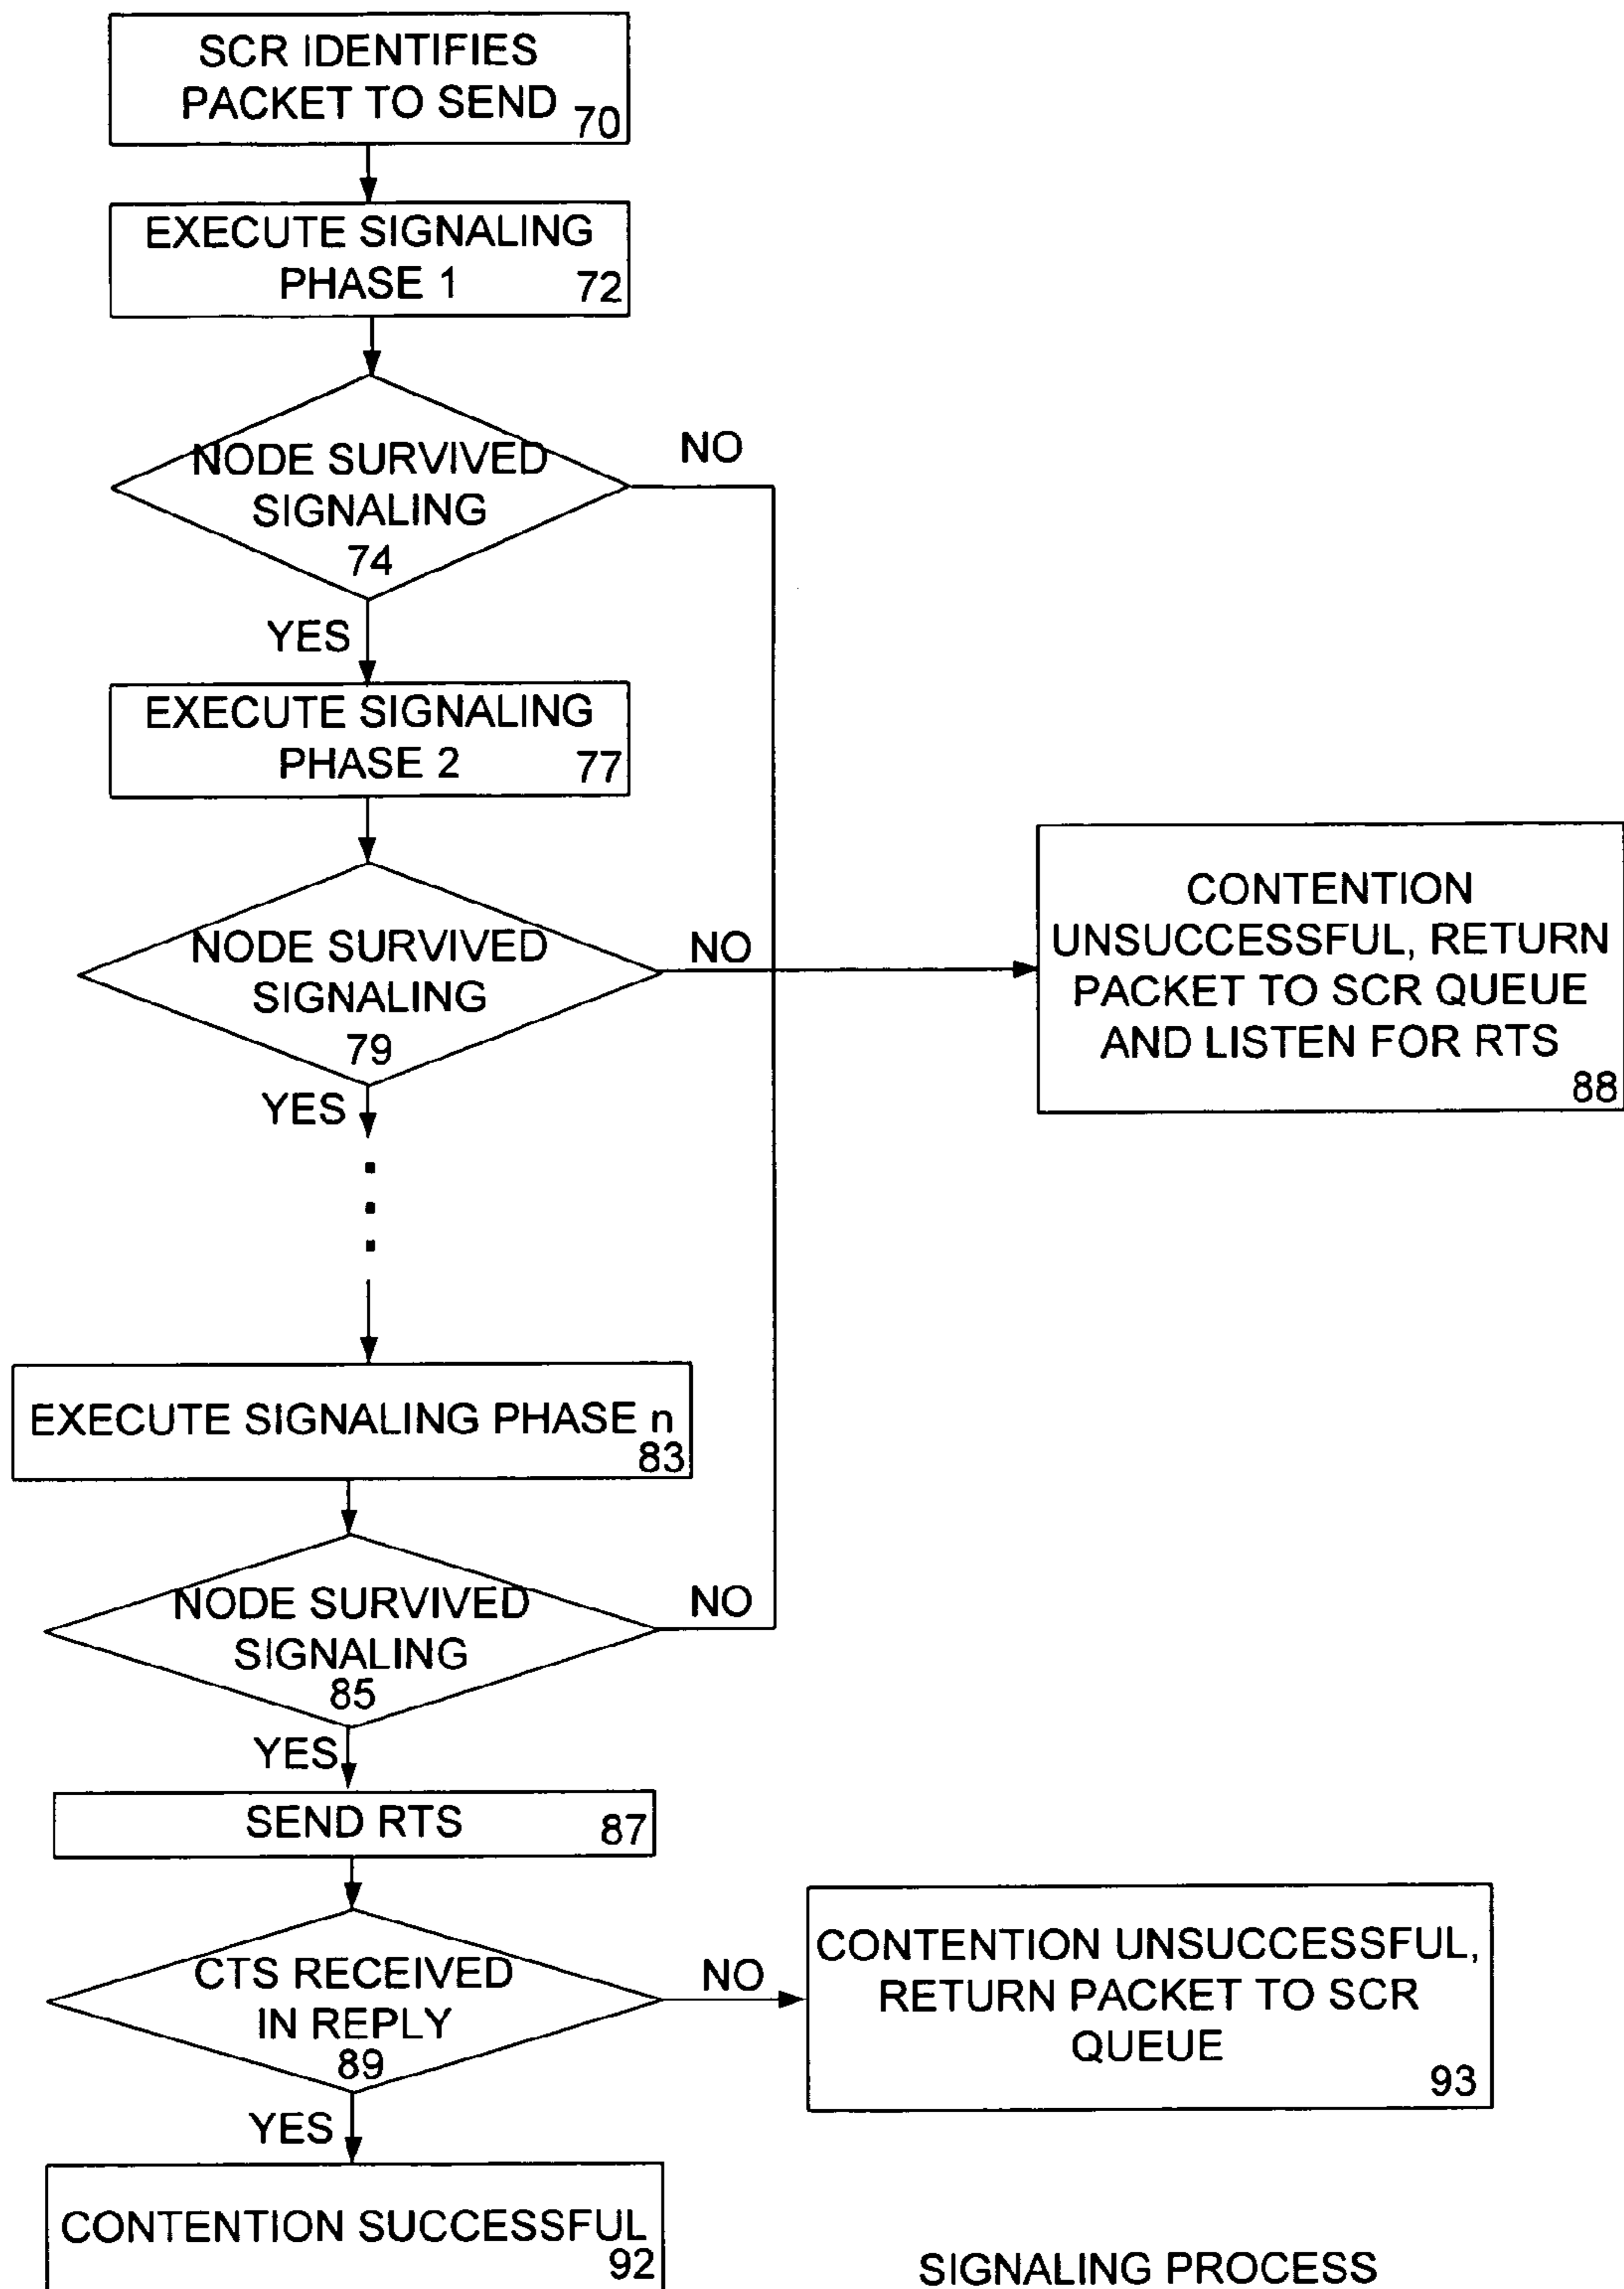 SCR IDENTIFIES
PACKET TO SEND
70
EXECUTE SIGNALING
PHASE 1
72
NODE SURVIVED
SIGNALING
74
NO
YES
EXECUTE SIGNALING
PHASE 2
77
NODE SURVIVED
SIGNALING
79
NO
YES
CONTENTION
UNSUCCESSFUL, RETURN
PACKET TO SCR QUEUE
AND LISTEN FOR RTS
88
EXECUTE SIGNALING PHASE n
83
NODE SURVIVED
SIGNALING
85
NO
YES
SEND RTS
87
CTS RECEIVED
IN REPLY
89
NO
YES
CONTENTION UNSUCCESSFUL,
RETURN PACKET TO SCR
QUEUE
93
CONTENTION SUCCESSFUL
92
SIGNALING PROCESS